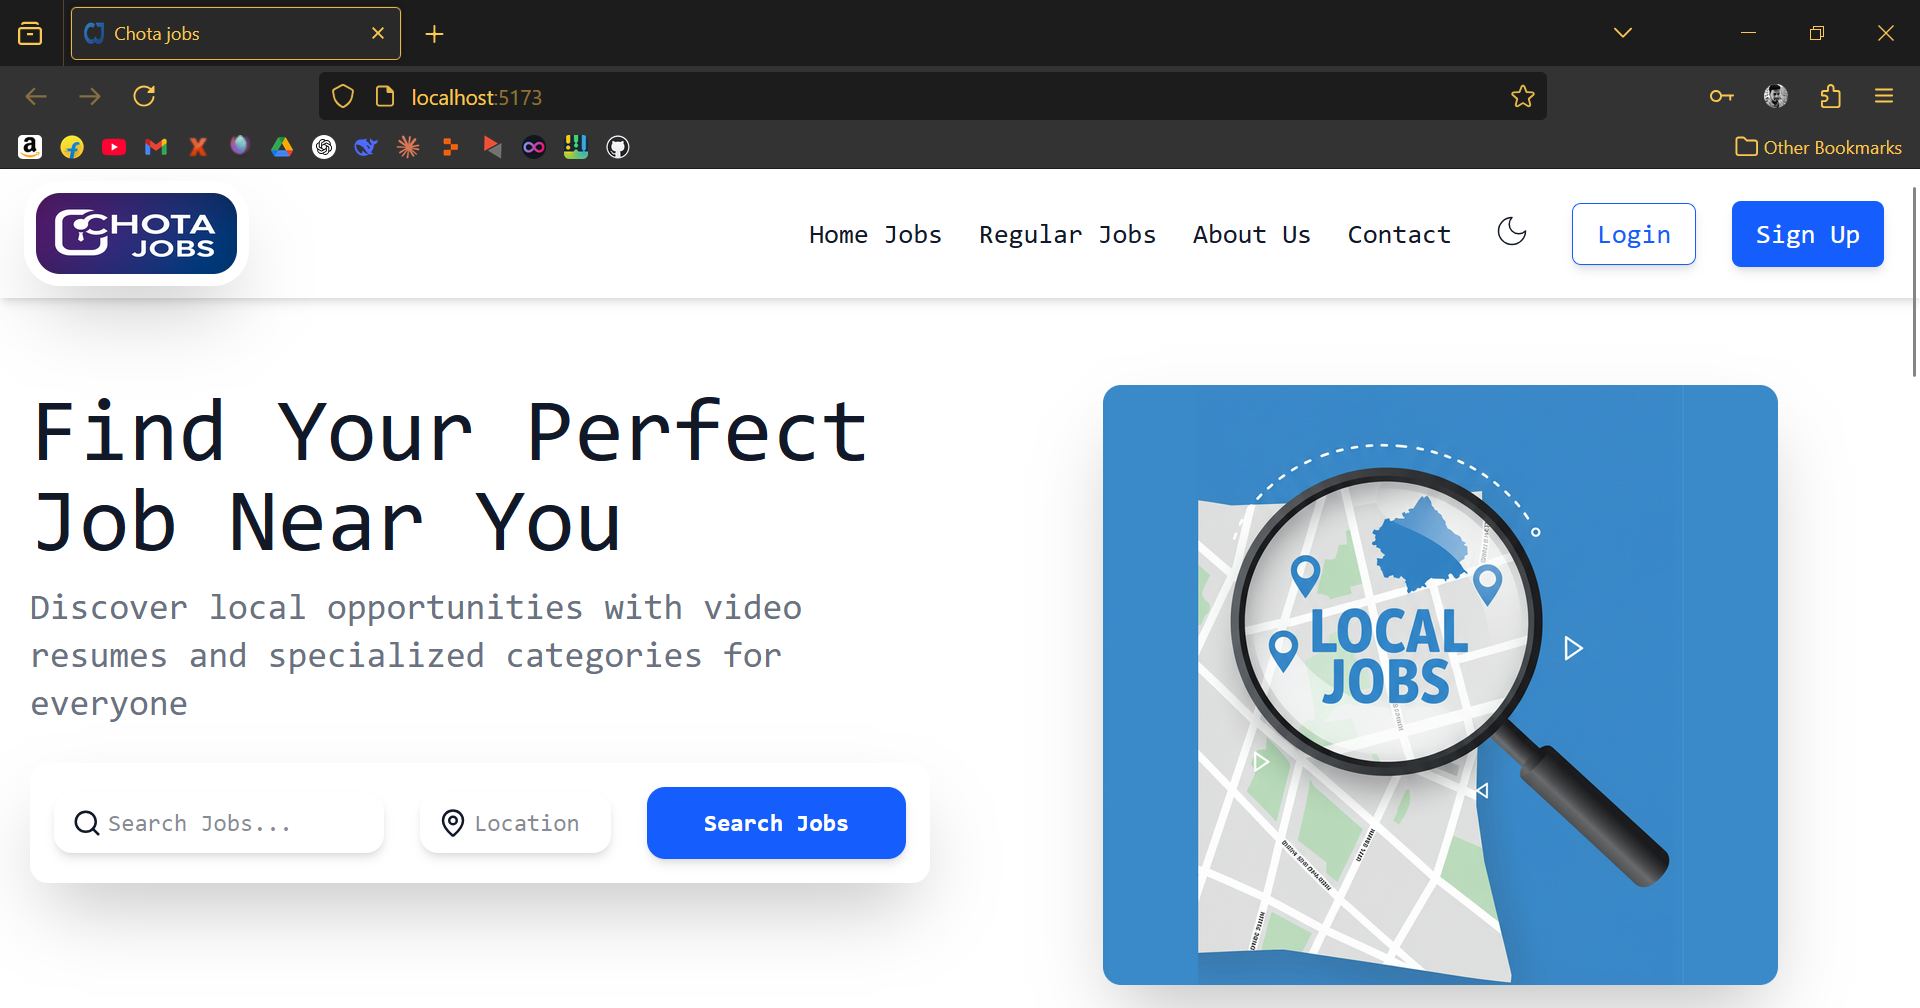 Chota jobs
localhost:5173
Other Bookmarks
CHOTA
JOBS
Home Jobs
Regular Jobs
About Us
Contact
Login
Sign Up
Find Your Perfect
Job Near You
Discover local opportunities with video
resumes and specialized categories for
everyone
Search Jobs...
Location
Search Jobs
LOCAL
JOBS